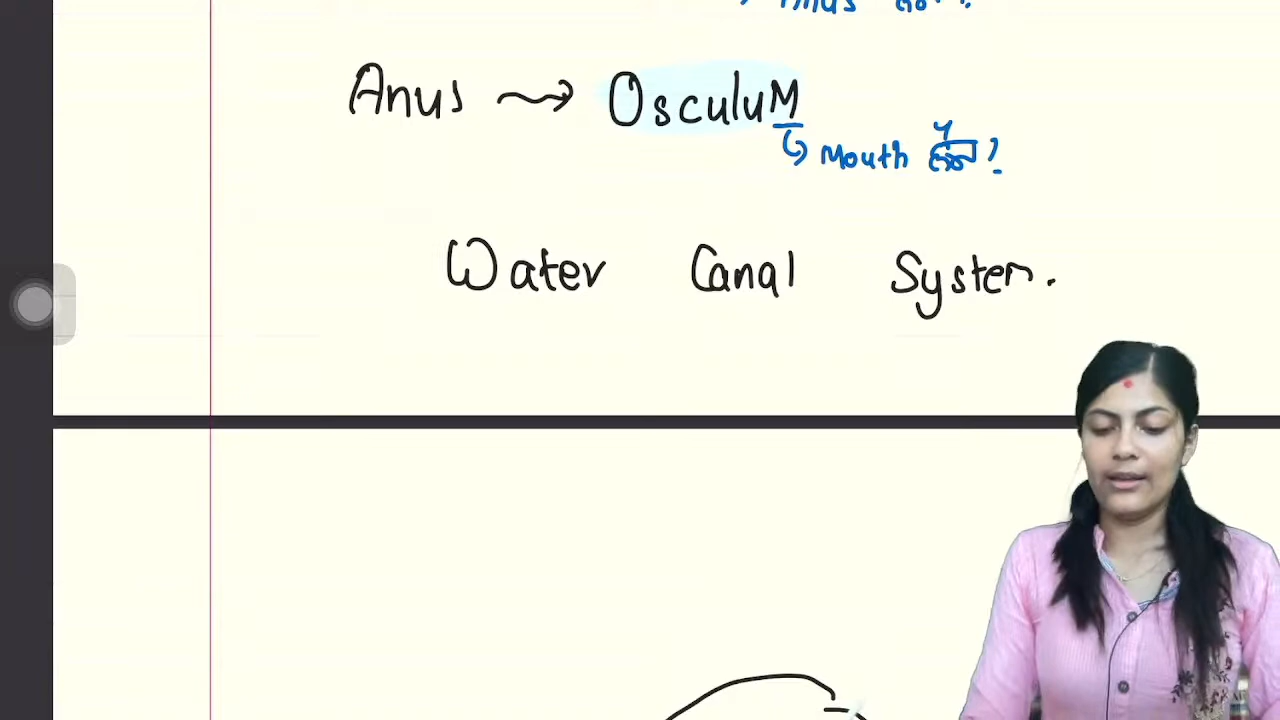 Anus → OsculuM
↳ Mouth ?
Water Canal System.